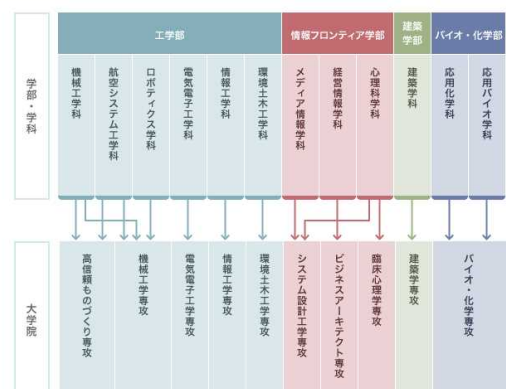 工学部
情報フロンティア学部
建築
学部
バイオ・化学部
学部・学科
機械工学科
航空システム工学科
ロボティクス学科
電気電子工学科
情報工学科
環境土木工学科
メディア情報学科
経営情報学科
心理科学科
建築学科
応用化学科
応用バイオ学科
大学院
高信頼ものづくり専攻
機械工学専攻
電気電子工学専攻
情報工学専攻
環境土木工学専攻
システム設計工学専攻
ビジネスアーキテクト専攻
臨床心理学専攻
建築学専攻
バイオ・化学専攻